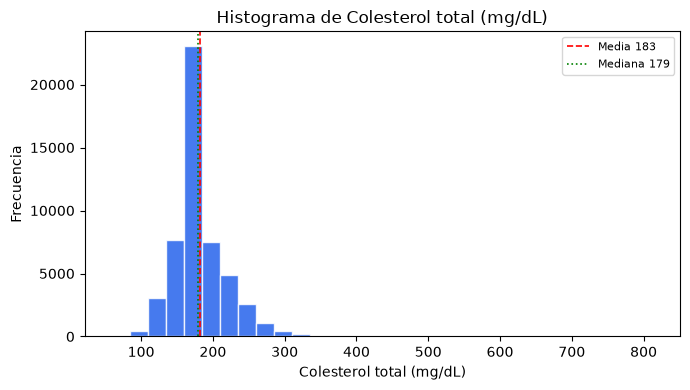 Histograma de Colesterol total (mg/dL)
Media 183
Mediana 179
Frecuencia
20000
15000
10000
5000
0
100 200 300 400 500 600 700 800
Colesterol total (mg/dL)